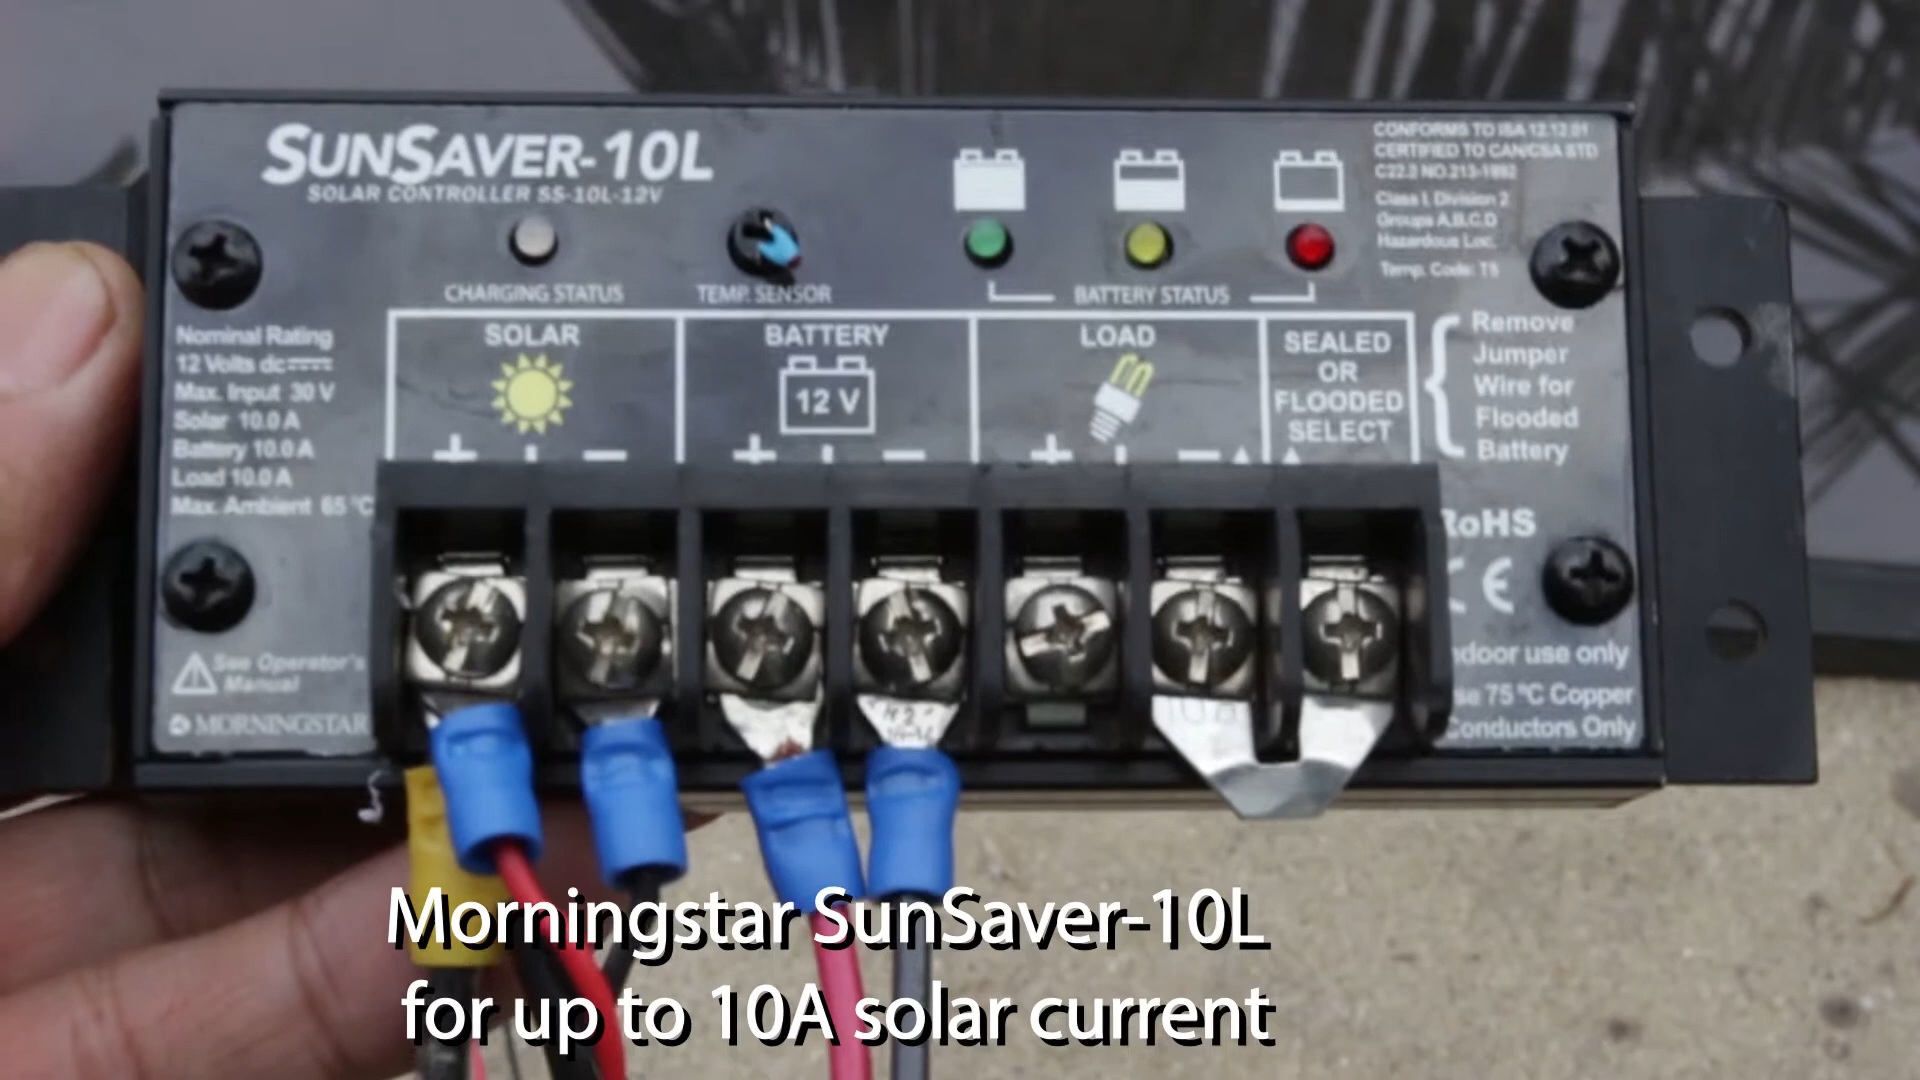 SUNSAVER-10L
SOLAR CONTROLLER SS-10L-12V
CONFORMS TO ISA 12.12.01
CERTIFIED TO CAN/CSA STD
C22.2 NO.213-1992
Class I, Division 2
Groups A,B,C,D
Hazardous Loc.
Temp. Code: T5
CHARGING STATUS
TEMP. SENSOR
BATTERY STATUS
Nominal Rating
12 Volts dc
Max. Input 30 V
Solar 10.0 A
Battery 10.0 A
Load 10.0 A
Max. Ambient 65 °C
SOLAR
BATTERY
12 V
LOAD
SEALED
OR
FLOODED
SELECT
Remove
Jumper
Wire for
Flooded
Battery
+ − + − + −
RoHS
CE
ndoor use only
se 75 °C Copper
Conductors Only
See Operator's
Manual
MORNINGSTAR
Morningstar SunSaver-10L
for up to 10A solar current